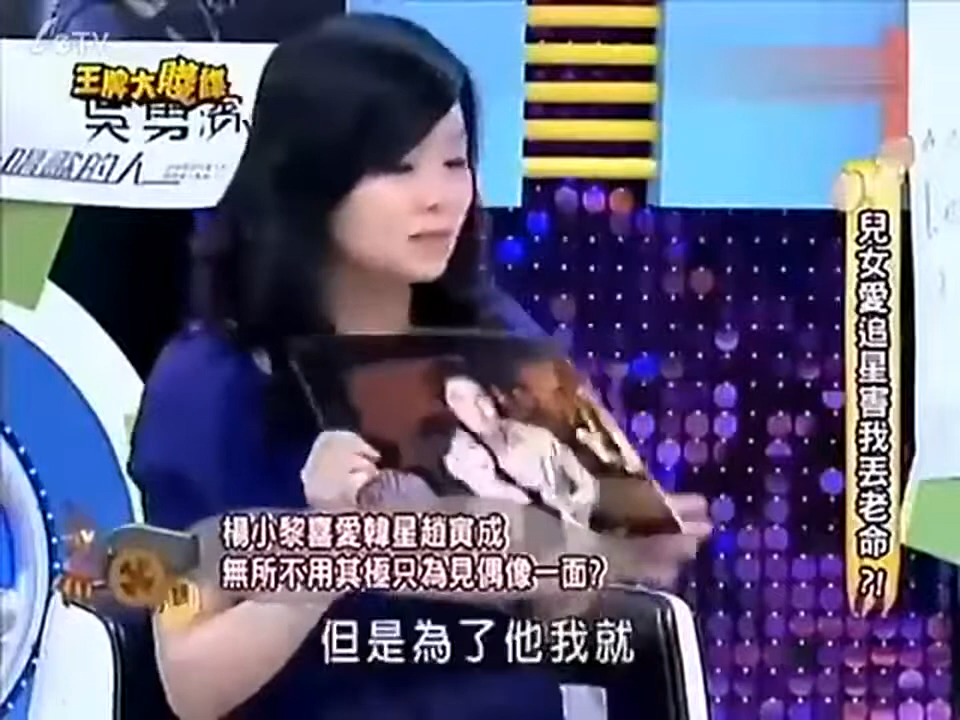 王牌大賤諜
兒女愛追星害我丟老命?!
楊小黎喜愛韓星趙寅成
無所不用其極只為見偶像一面?
但是為了他我就